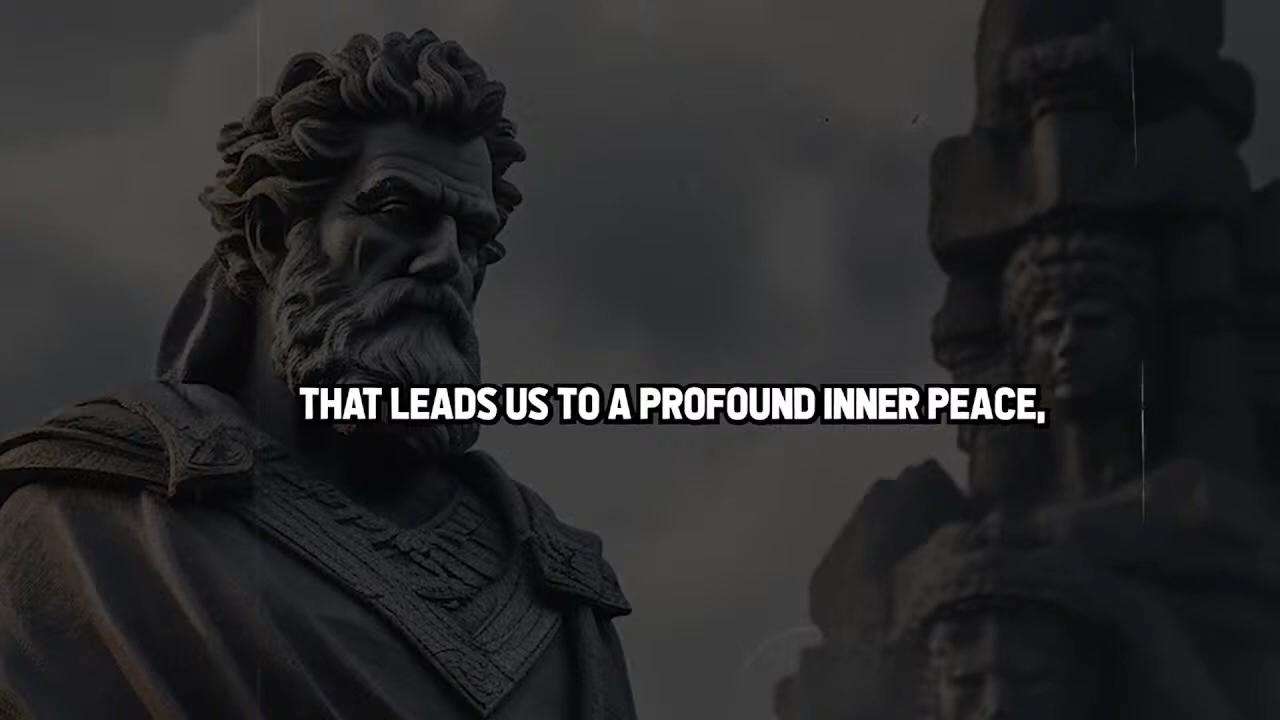 THAT LEADS US TO A PROFOUND INNER PEACE,